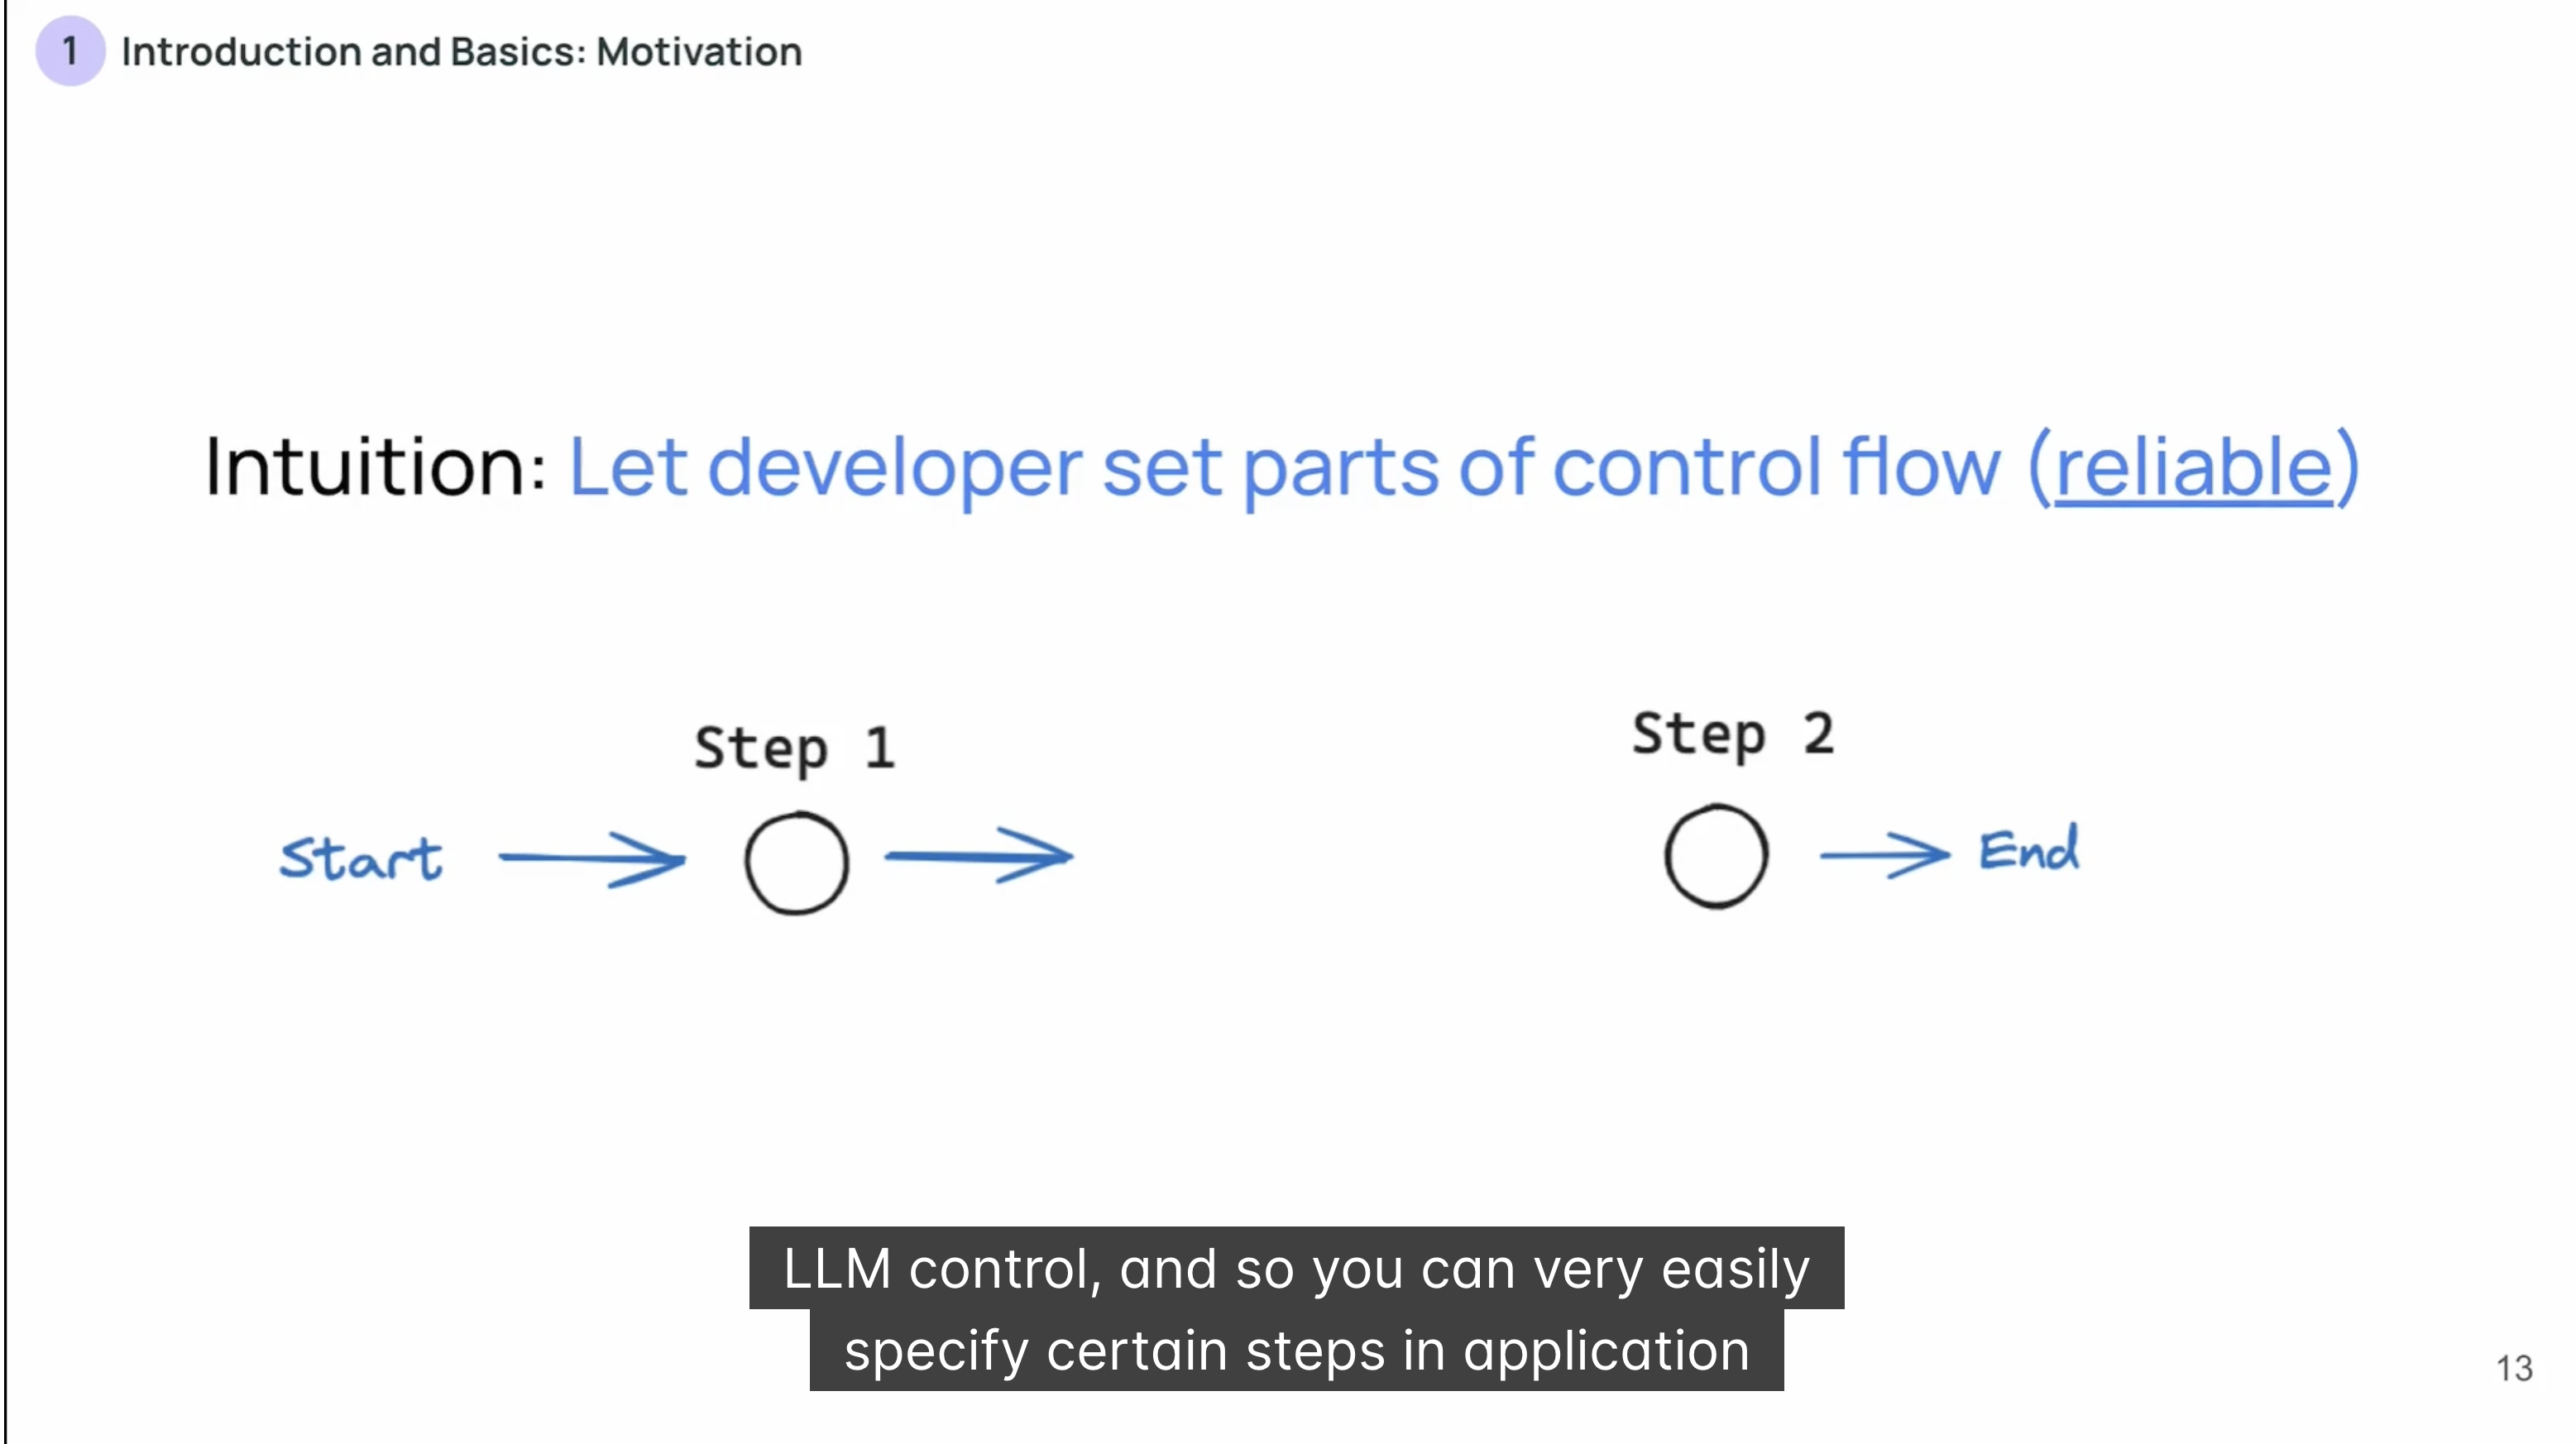 1 Introduction and Basics: Motivation
Intuition: Let developer set parts of control flow (reliable)
Step 1
Step 2
Start
End
LLM control, and so you can very easily
specify certain steps in application
13